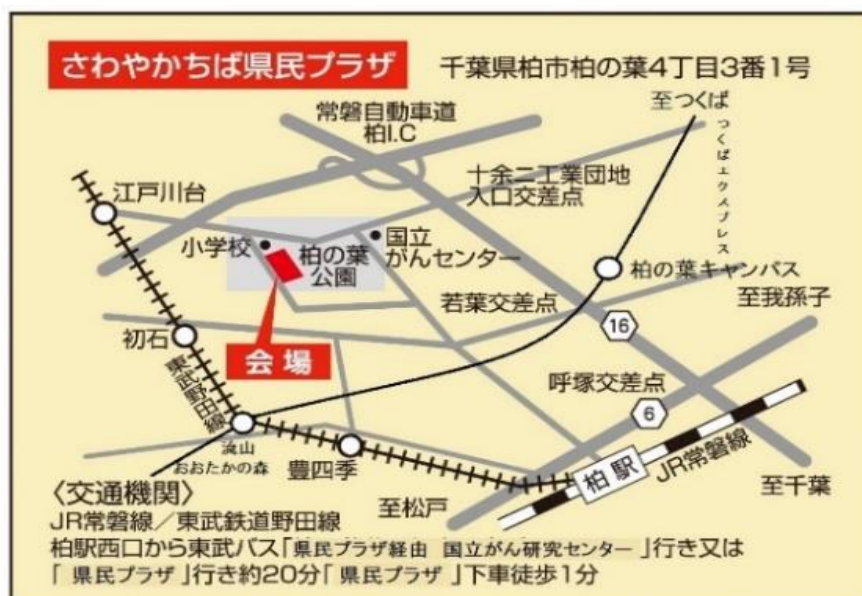 さわやかちば県民プラザ
千葉県柏市柏の葉4丁目3番1号
至つくば
常磐自動車道
柏I.C
つくばエクスプレス
十余二工業団地
入口交差点
江戸川台
小学校
柏の葉
公園
国立
がんセンター
柏の葉キャンパス
若葉交差点
至我孫子
16
初石
会場
東武野田線
呼塚交差点
6
流山
おおたかの森
豊四季
柏駅
JR常磐線
至松戸
至千葉
〈交通機関〉
JR常磐線／東武鉄道野田線
柏駅西口から東武バス「県民プラザ経由 国立がん研究センター」行き又は
「県民プラザ」行き約20分「県民プラザ」下車徒歩1分